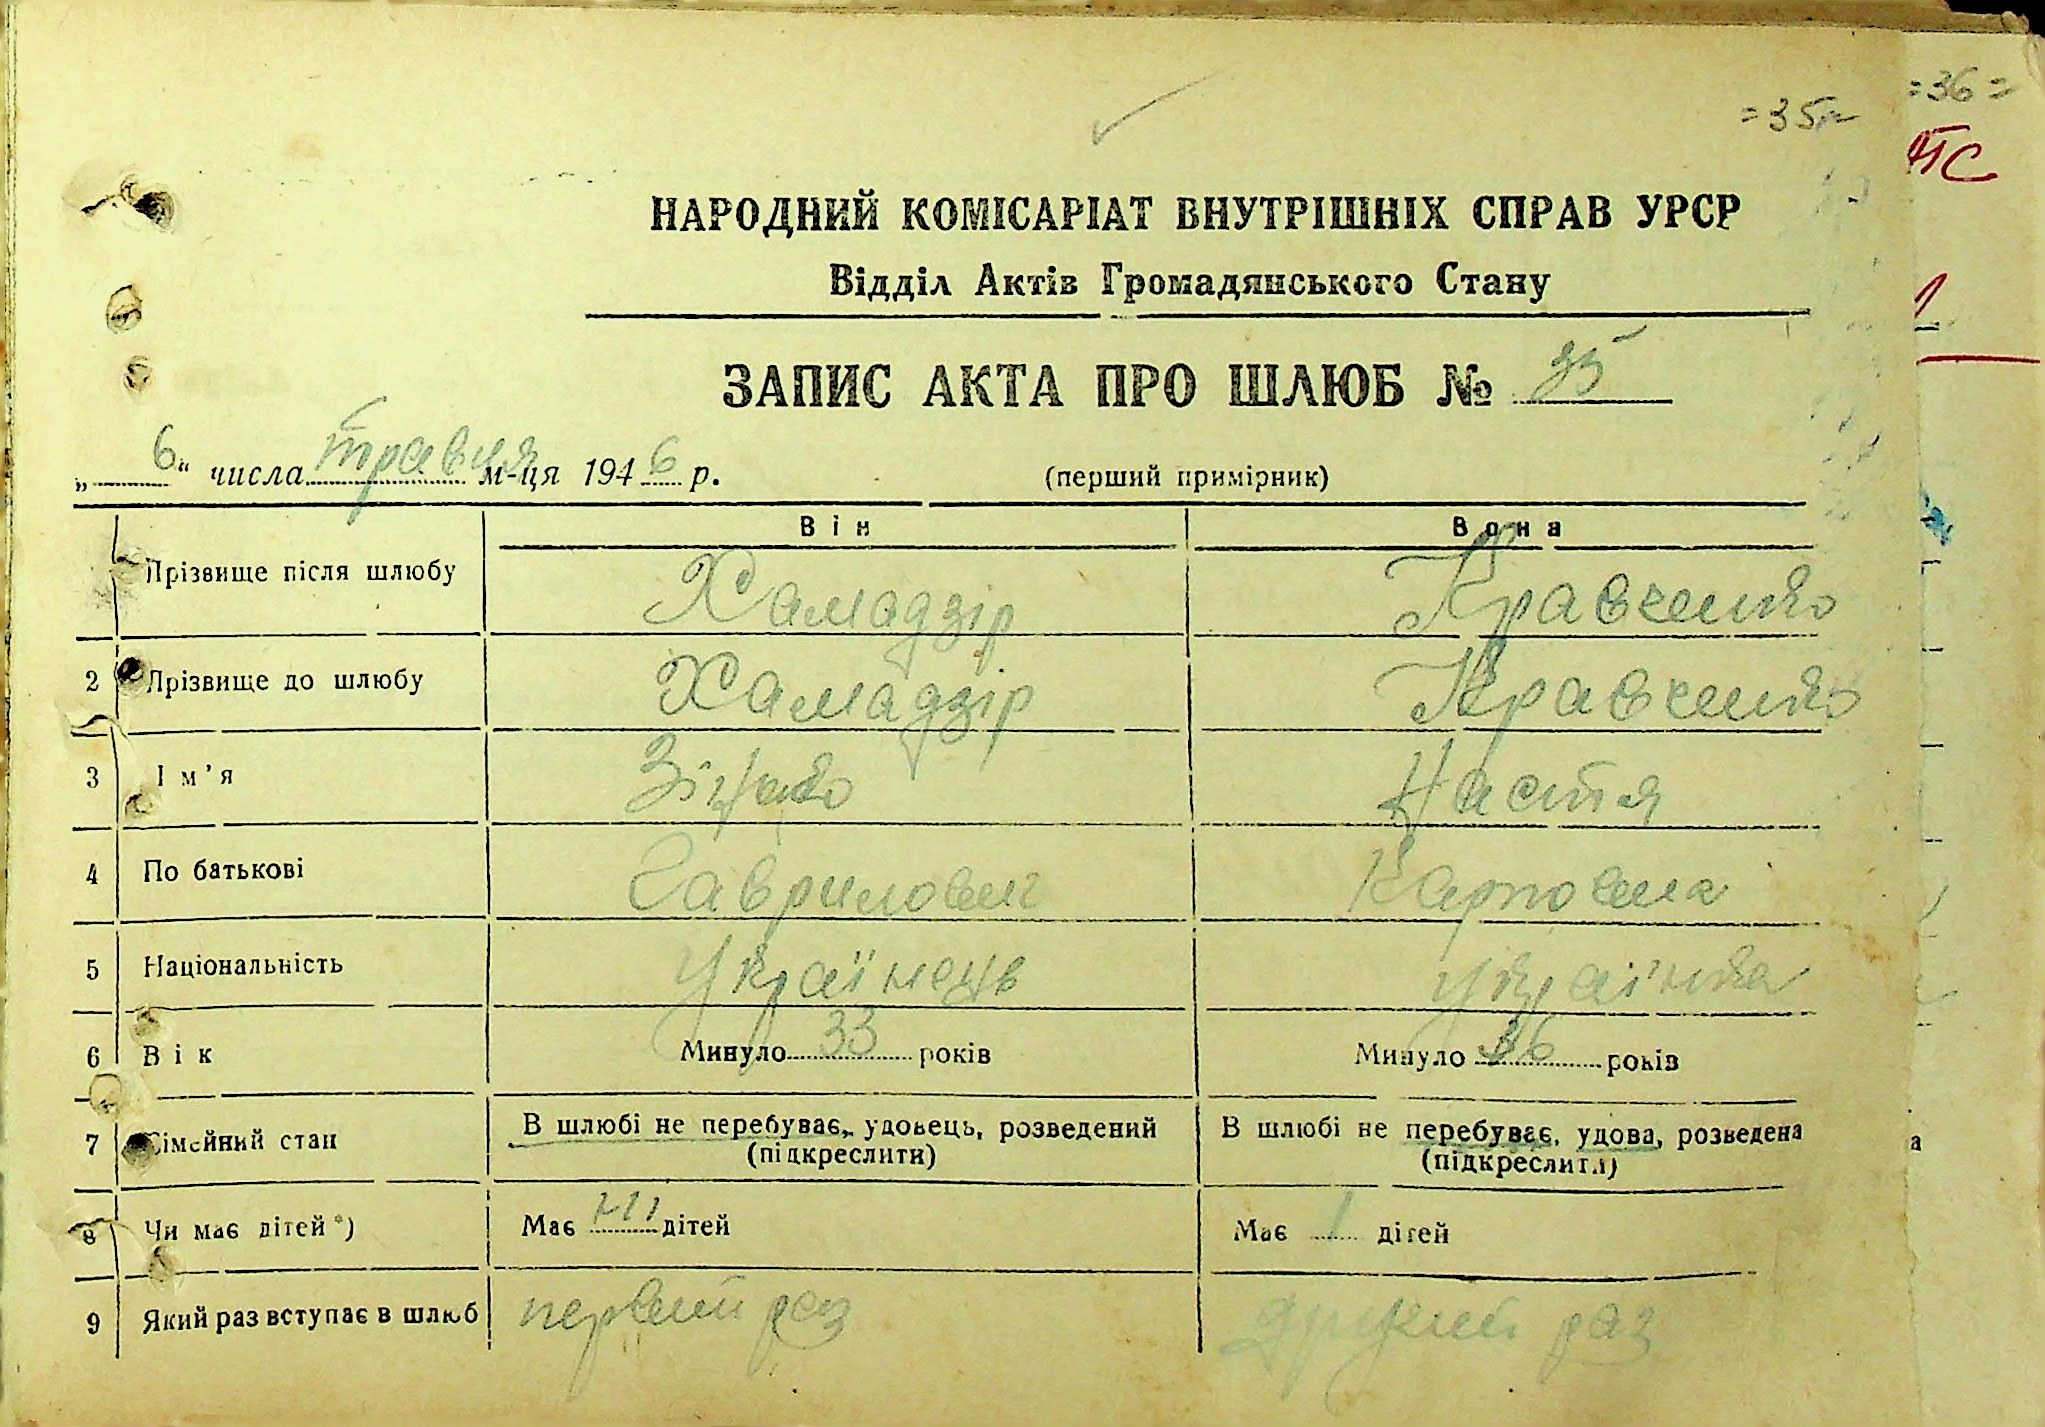 =35=
=36=
НАРОДНИЙ КОМІСАРІАТ ВНУТРІШНІХ СПРАВ УРСР
Відділ Актів Громадянського Стану
ЗАПИС АКТА ПРО ШЛЮБ № 35
„6“ числа травня м-ця 1946 р. (перший примірник)
Він Вона
Прізвище після шлюбу Хамадзір Кравченко
2 Прізвище до шлюбу Хамадзір Кравченко
3 Ім’я Настя
4 По батькові Гаврилович Карповна
5 Національність Українець українка
6 Вік Минуло 33 років Минуло 36 років
7 Сімейний стан В шлюбі не перебуває, удовець, розведений В шлюбі не перебуває, удова, розведена
(підкреслити) (підкреслити)
8 Чи має дітей*) Має дітей Має 1 дітей
9 Який раз вступає в шлюб первий раз другий раз